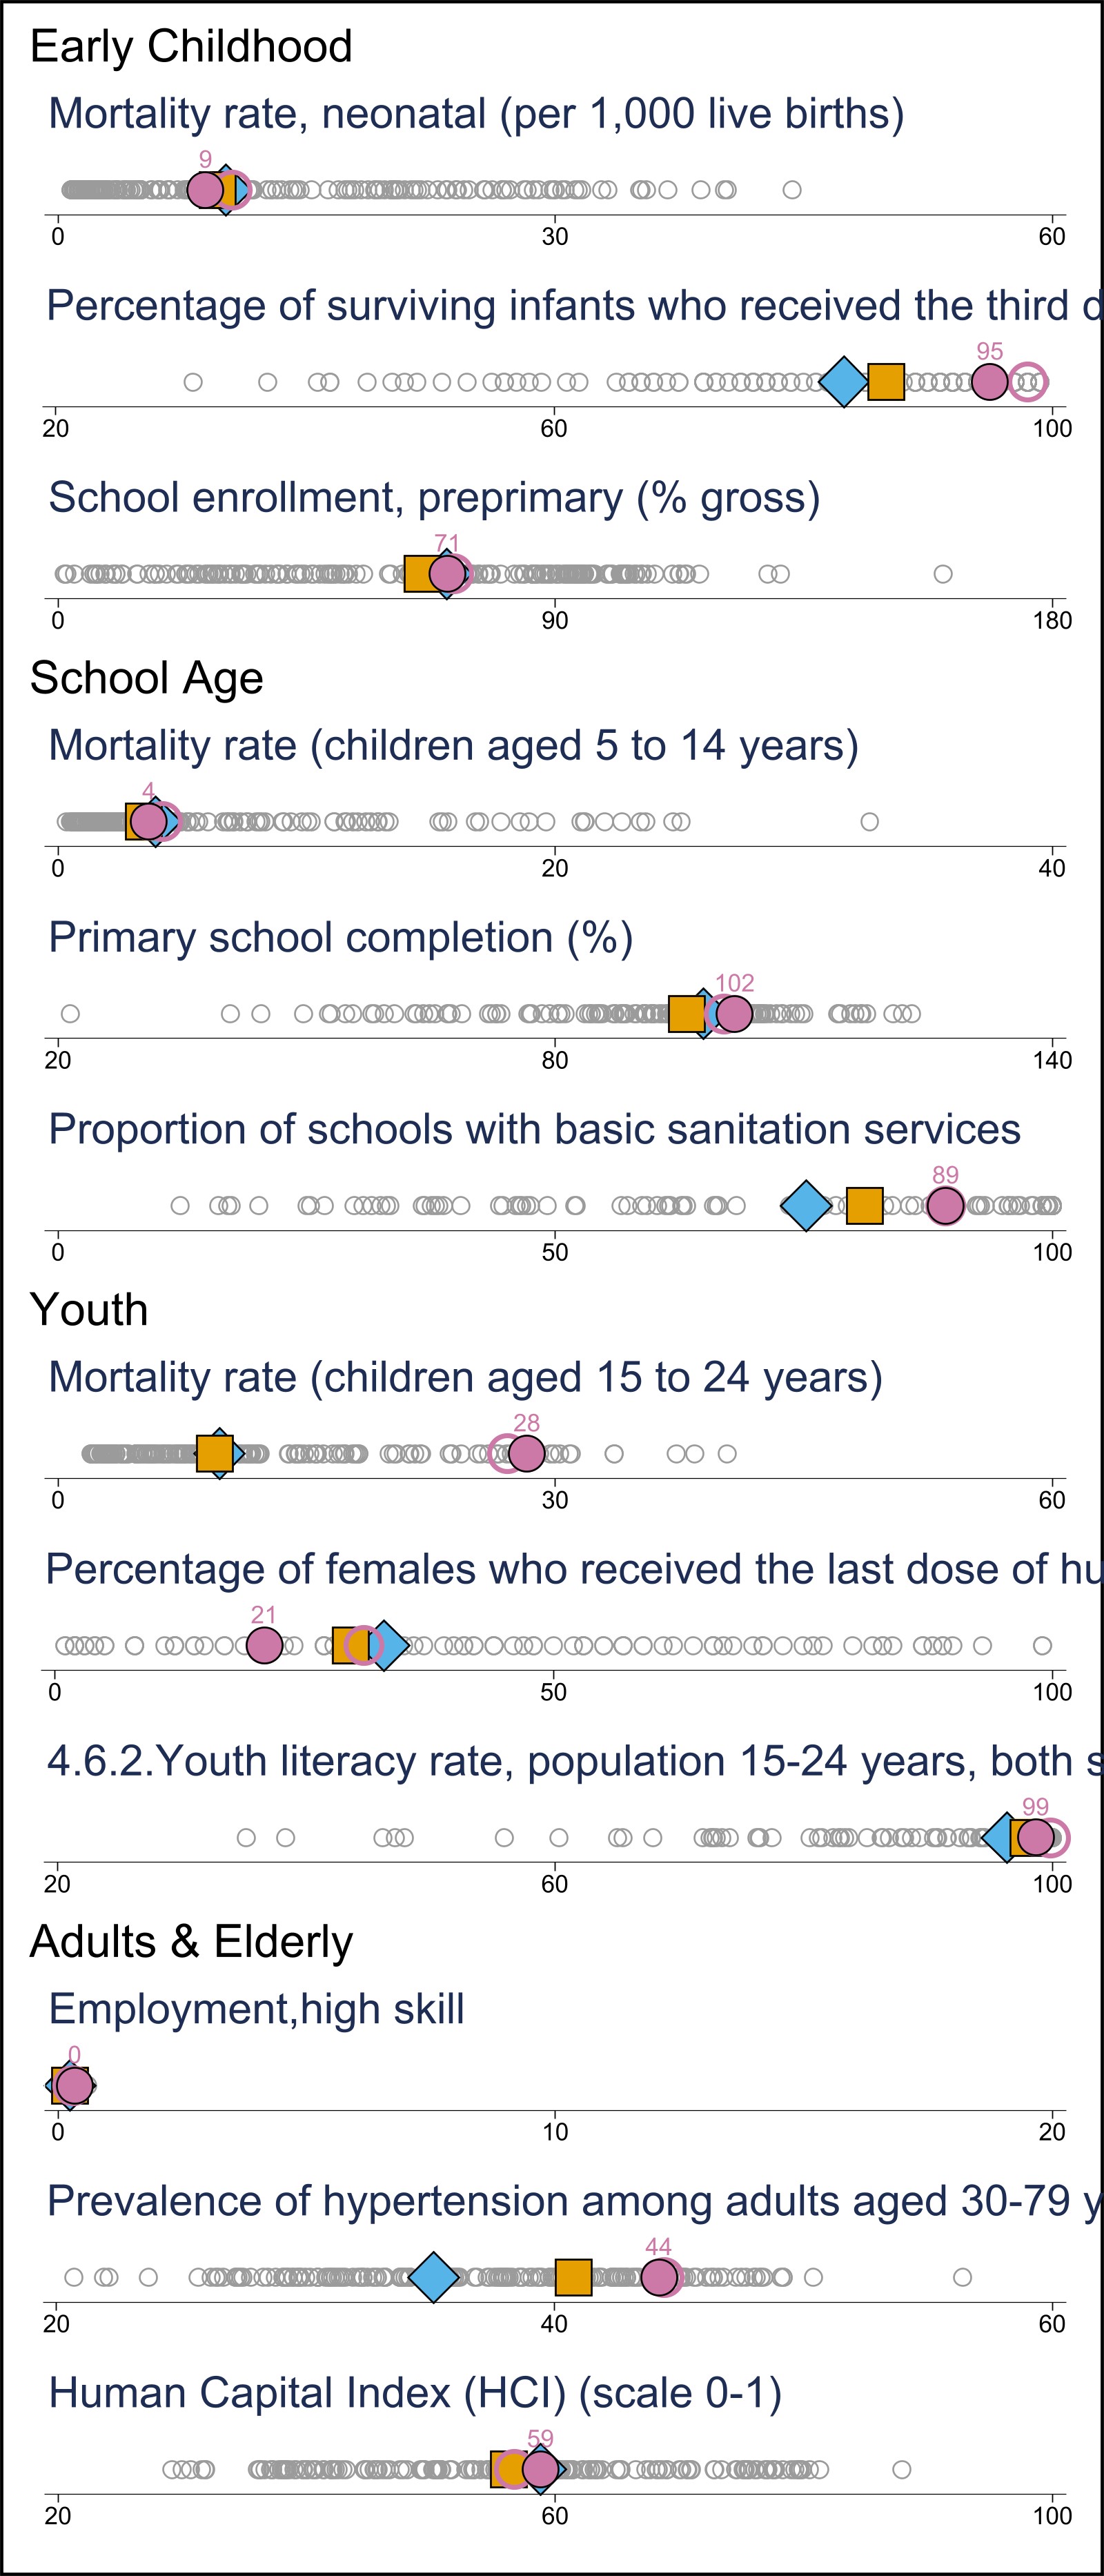 Early Childhood
Mortality rate, neonatal (per 1,000 live births)
9
0 30 60
Percentage of surviving infants who received the third d
95
20 60 100
School enrollment, preprimary (% gross)
71
0 90 180
School Age
Mortality rate (children aged 5 to 14 years)
4
0 20 40
Primary school completion (%)
102
20 80 140
Proportion of schools with basic sanitation services
89
0 50 100
Youth
Mortality rate (children aged 15 to 24 years)
28
0 30 60
Percentage of females who received the last dose of hu
21
0 50 100
4.6.2.Youth literacy rate, population 15-24 years, both s
99
20 60 100
Adults & Elderly
Employment,high skill
0
0 10 20
Prevalence of hypertension among adults aged 30-79 y
44
20 40 60
Human Capital Index (HCI) (scale 0-1)
59
20 60 100